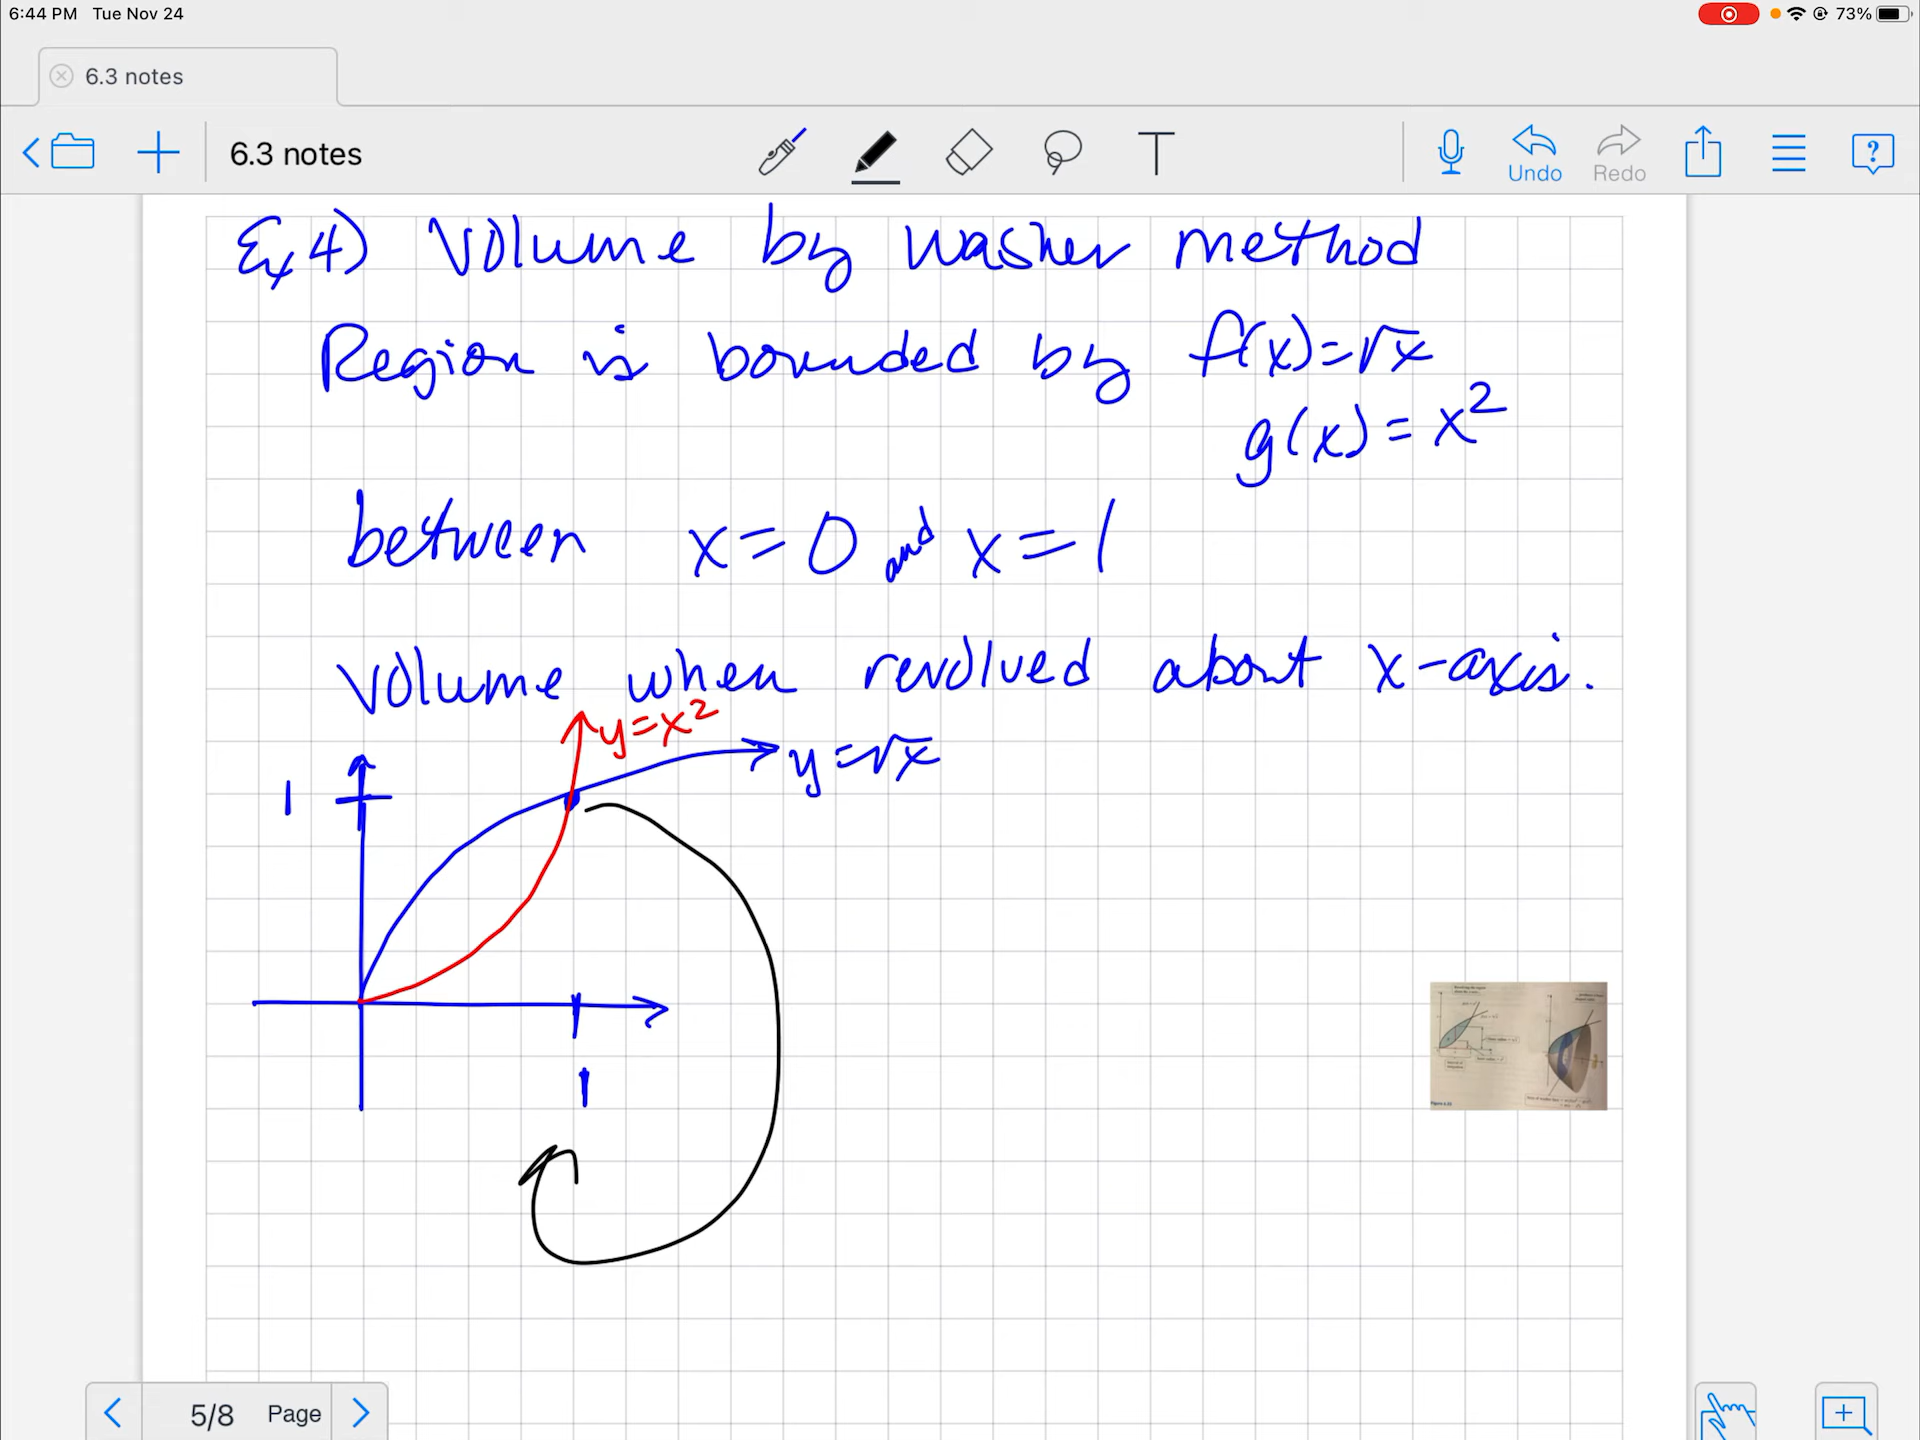 6:44 PM Tue Nov 24
73%
6.3 notes
6.3 notes
Undo
Redo
Ex 4) Volume by Washer method
Region is bounded by f(x)=√x
g(x)=x²
between x=0 and x=1
Volume when revolved about x-axis.
y=x²
y=√x
1
1
5/8 Page